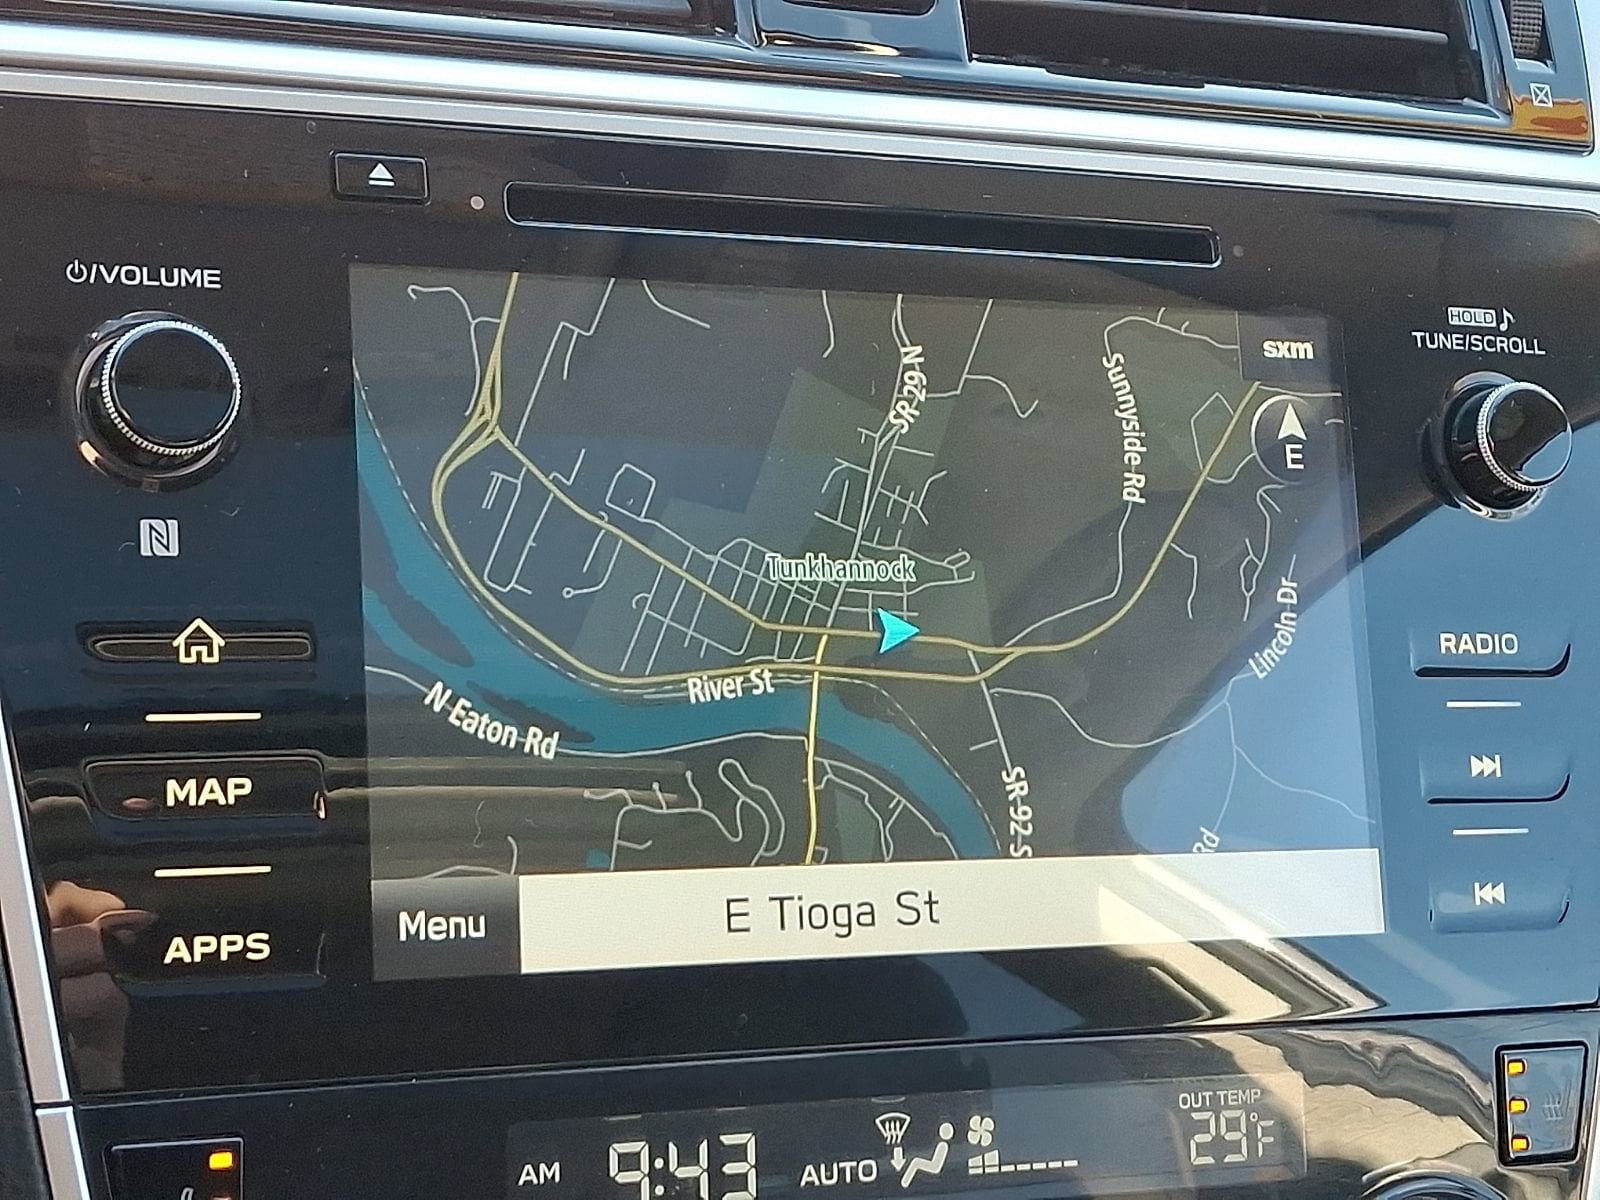 ⏻/VOLUME
HOLD ♪
TUNE/SCROLL
sxm
E
SR-29-N
Sunnyside Rd
Tunkhannock
Lincoln Dr
River St
N Eaton Rd
SR-92-S
Rd
MAP
APPS
RADIO
Menu
E Tioga St
AM 9:43
AUTO
OUT TEMP
29°F